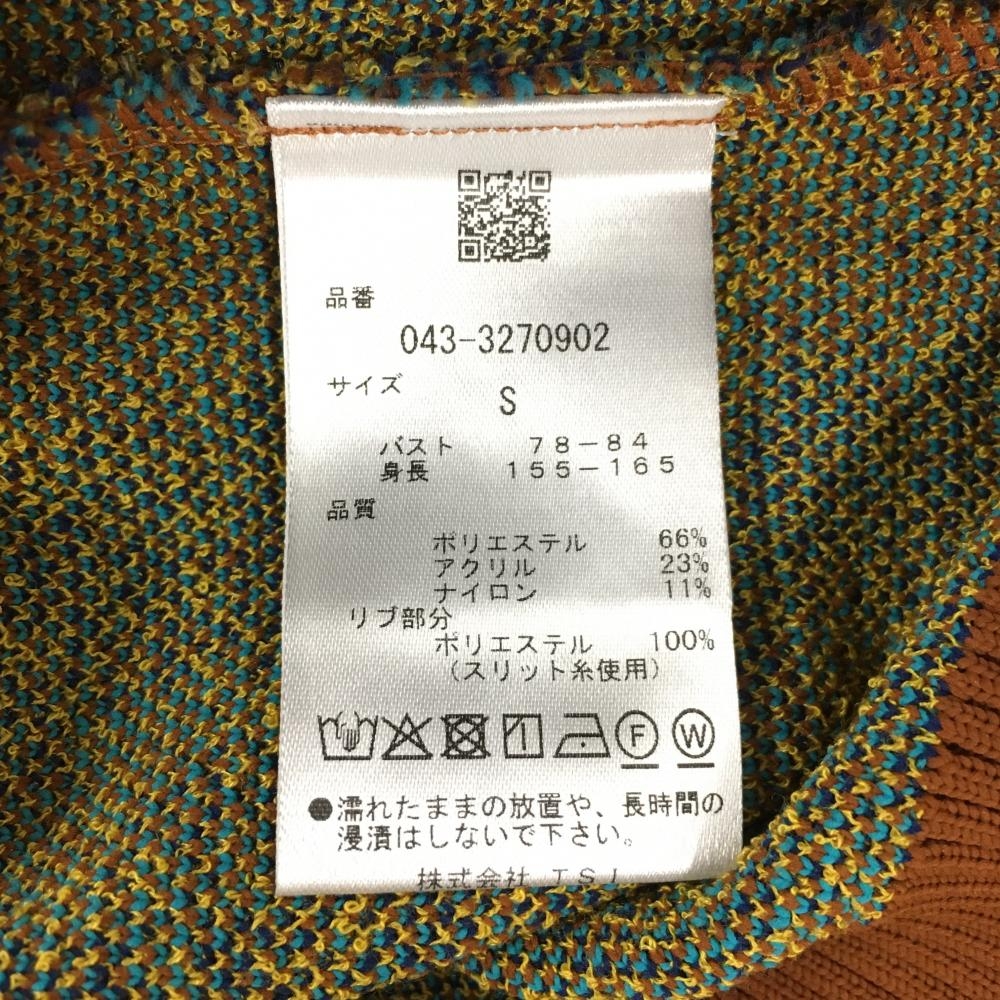 品番
043-3270902
サイズ
S
バスト 78-84
身長 155-165
品質
ポリエステル 66%
アクリル 23%
ナイロン 11%
リブ部分
ポリエステル 100%
(スリット糸使用)
F W
●濡れたままの放置や、長時間の
浸漬はしないで下さい。
株式会社 TSI